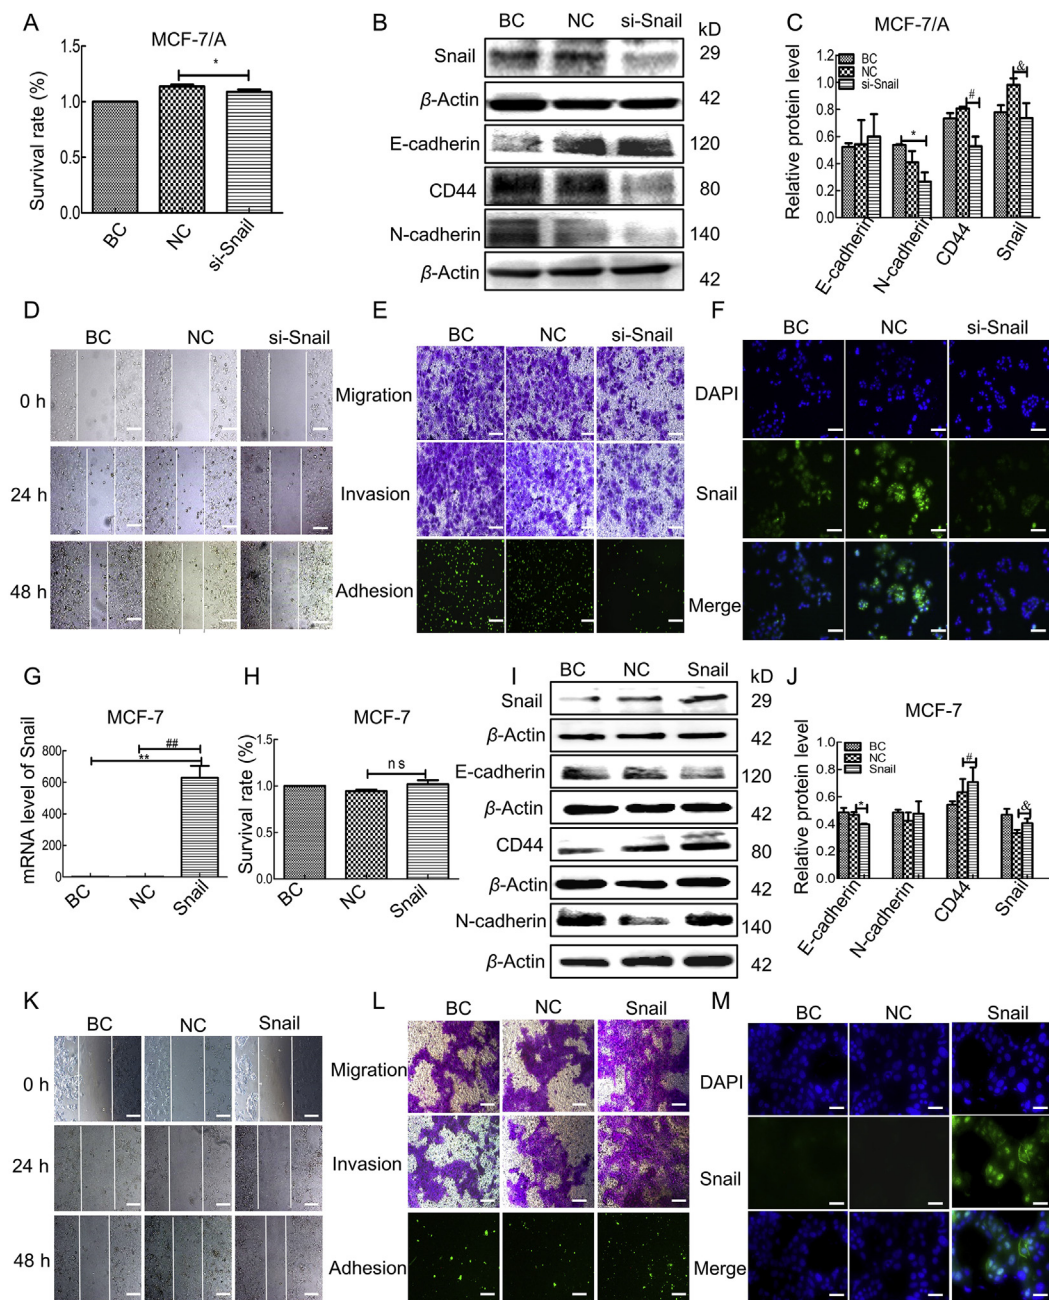 A
MCF-7/A
Survival rate (%)
1.5
1.0
1.0
0.0
*
BC
NC
si-Snail
B
BC NC si-Snail kD
Snail 29
β-Actin 42
E-cadherin 120
CD44 80
N-cadherin 140
β-Actin 42
C
MCF-7/A
Relative protein level
1.2
1.0
0.8
0.6
0.4
0.2
0.0
BC
NC
si-Snail
*
#
&
E-cadherin
N-cadherin
CD44
Snail
D
BC NC si-Snail
0 h
24 h
48 h
E
BC NC si-Snail
Migration
Invasion
Adhesion
F
BC NC si-Snail
DAPI
Snail
Merge
G
MCF-7
mRNA level of Snail
800
600
400
200
0
##
**
BC
NC
Snail
H
MCF-7
Survival rate (%)
1.5
1.0
1.0
0.0
n s
BC
NC
Snail
I
BC NC Snail kD
Snail 29
β-Actin 42
E-cadherin 120
β-Actin 42
CD44 80
β-Actin 42
N-cadherin 140
β-Actin 42
J
MCF-7
Relative protein level
1.0
0.8
0.6
0.4
0.2
0.0
BC
NC
Snail
*
#
&
E-cadherin
N-cadherin
CD44
Snail
K
BC NC Snail
0 h
24 h
48 h
L
BC NC Snail
Migration
Invasion
Adhesion
M
BC NC Snail
DAPI
Snail
Merge